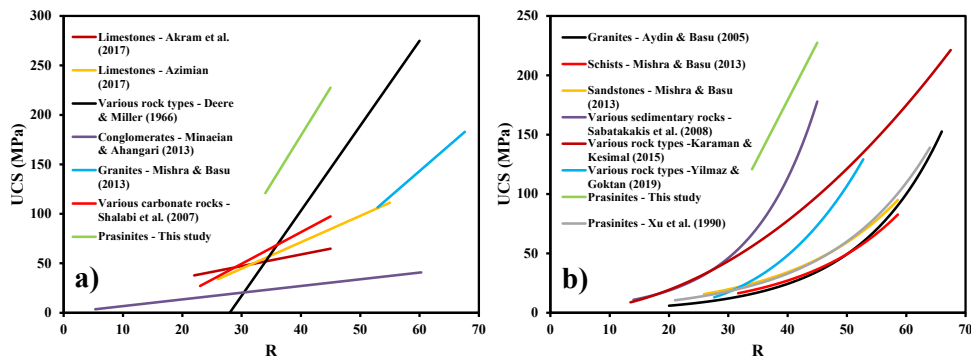 300
250
200
150
100
50
0
UCS (MPa)
Limestones - Akram et al.
(2017)
Limestones - Azimian
(2017)
Various rock types - Deere
& Miller (1966)
Conglomerates - Minaeian
& Ahangari (2013)
Granites - Mishra & Basu
(2013)
Various carbonate rocks -
Shalabi et al. (2007)
Prasinites - This study
a)
0 10 20 30 40 50 60 70
R
250
200
150
100
50
0
UCS (MPa)
Granites - Aydin & Basu (2005)
Schists - Mishra & Basu (2013)
Sandstones - Mishra & Basu
(2013)
Various sedimentary rocks -
Sabatakakis et al. (2008)
Various rock types -Karaman &
Kesimal (2015)
Various rock types -Yilmaz &
Goktan (2019)
Prasinites - This study
Prasinites - Xu et al. (1990)
b)
0 10 20 30 40 50 60 70
R